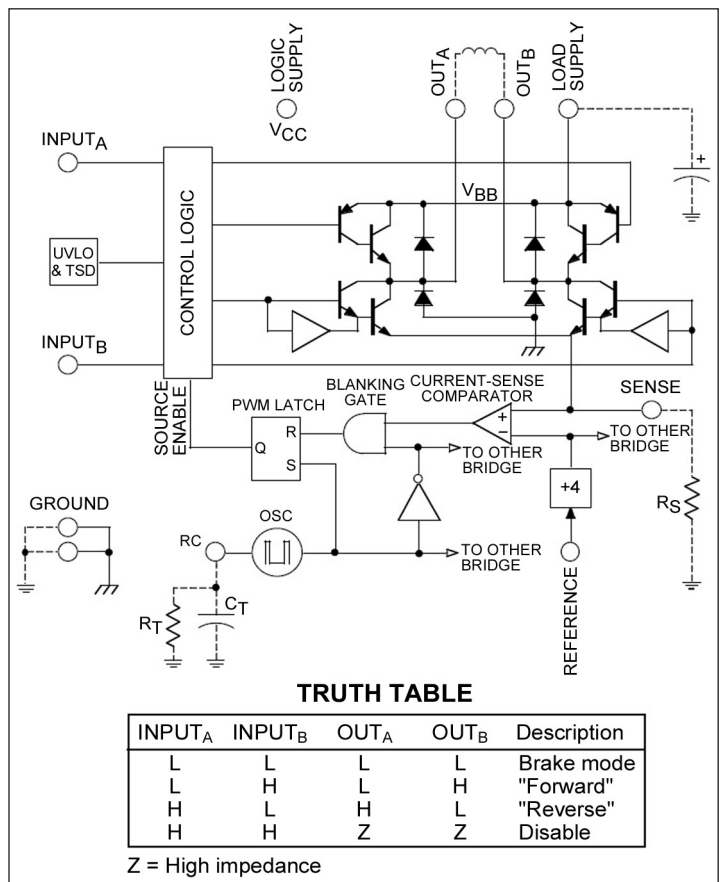 LOGIC SUPPLY
VCC
OUTA
OUTB
LOAD SUPPLY
+
INPUTA
VBB
CONTROL LOGIC
UVLO
& TSD
INPUTB
SOURCE ENABLE
PWM LATCH
BLANKING
GATE
CURRENT-SENSE
COMPARATOR
SENSE
R
Q
S
+
−
TO OTHER
BRIDGE
TO OTHER
BRIDGE
+4
RS
GROUND
RC
OSC
TO OTHER
BRIDGE
REFERENCE
RT
CT
TRUTH TABLE
INPUTA INPUTB OUTA OUTB Description
L L L L Brake mode
L H L H "Forward"
H L H L "Reverse"
H H Z Z Disable
Z = High impedance